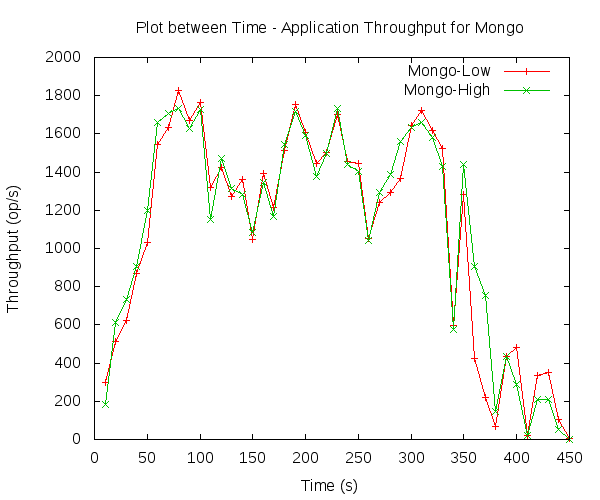 Plot between Time - Application Throughput for Mongo
Mongo-Low
Mongo-High
Throughput (op/s)
2000
1800
1600
1400
1200
1000
800
600
400
200
0
0 50 100 150 200 250 300 350 400 450
Time (s)